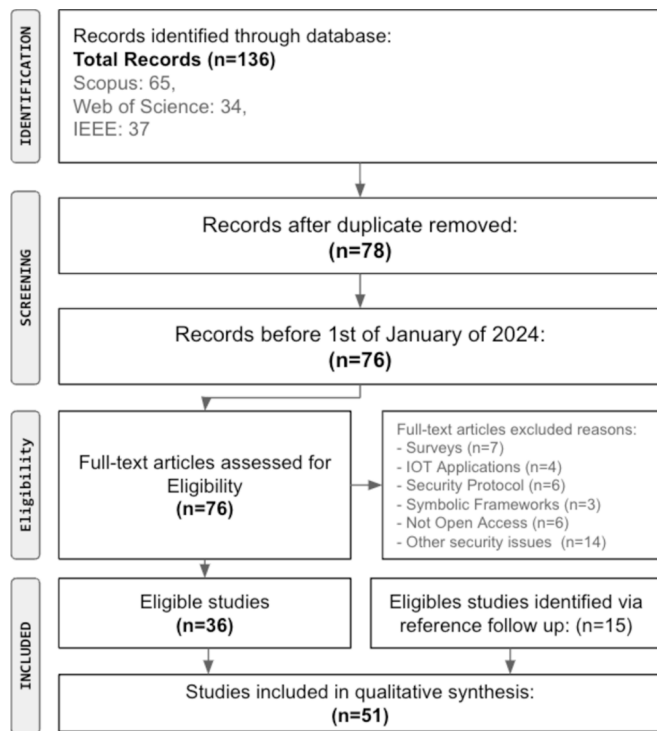 IDENTIFICATION
Records identified through database:
Total Records (n=136)
Scopus: 65,
Web of Science: 34,
IEEE: 37
SCREENING
Records after duplicate removed:
(n=78)
Records before 1st of January of 2024:
(n=76)
Eligibility
Full-text articles assessed for
Eligibility
(n=76)
Full-text articles excluded reasons:
- Surveys (n=7)
- IOT Applications (n=4)
- Security Protocol (n=6)
- Symbolic Frameworks (n=3)
- Not Open Access (n=6)
- Other security issues (n=14)
INCLUDED
Eligible studies
(n=36)
Eligibles studies identified via
reference follow up: (n=15)
Studies included in qualitative synthesis:
(n=51)